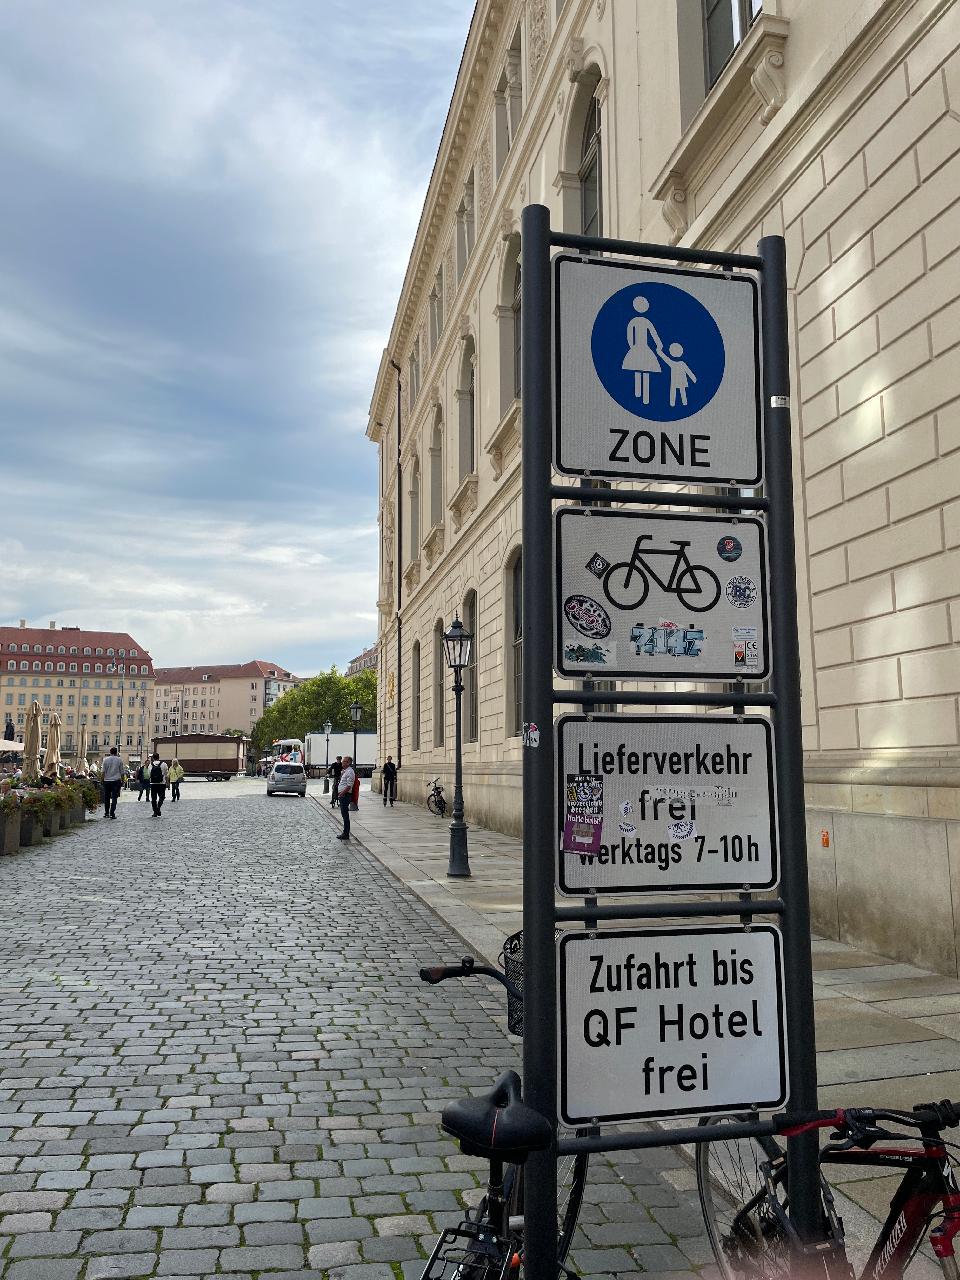 ZONE
Lieferverkehr
frei
werktags 7-10h
Zufahrt bis
QF Hotel
frei